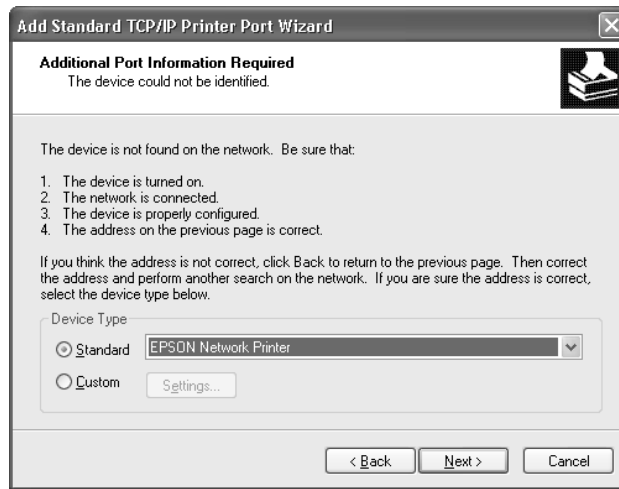 Add Standard TCP/IP Printer Port Wizard
Additional Port Information Required
The device could not be identified.
The device is not found on the network. Be sure that:
1. The device is turned on.
2. The network is connected.
3. The device is properly configured.
4. The address on the previous page is correct.
If you think the address is not correct, click Back to return to the previous page. Then correct
the address and perform another search on the network. If you are sure the address is correct,
select the device type below.
Device Type
Standard EPSON Network Printer
Custom Settings...
< Back Next > Cancel